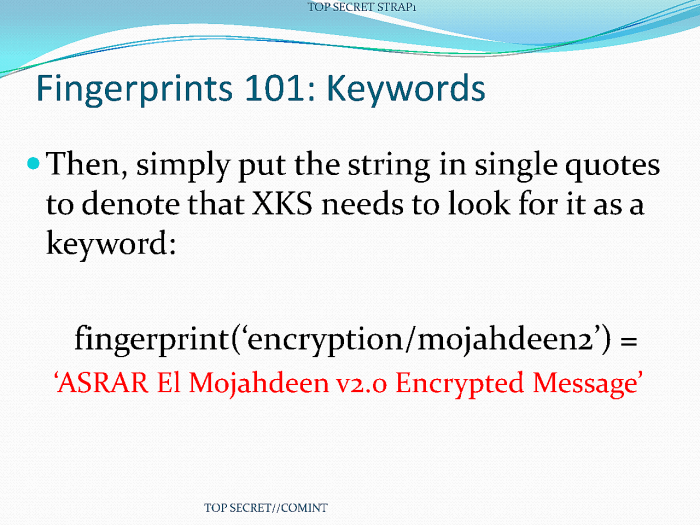 TOP SECRET STRAP1
Fingerprints 101: Keywords
Then, simply put the string in single quotes
to denote that XKS needs to look for it as a
keyword:
fingerprint(‘encryption/mojahdeen2’) =
‘ASRAR El Mojahdeen v2.0 Encrypted Message’
TOP SECRET//COMINT